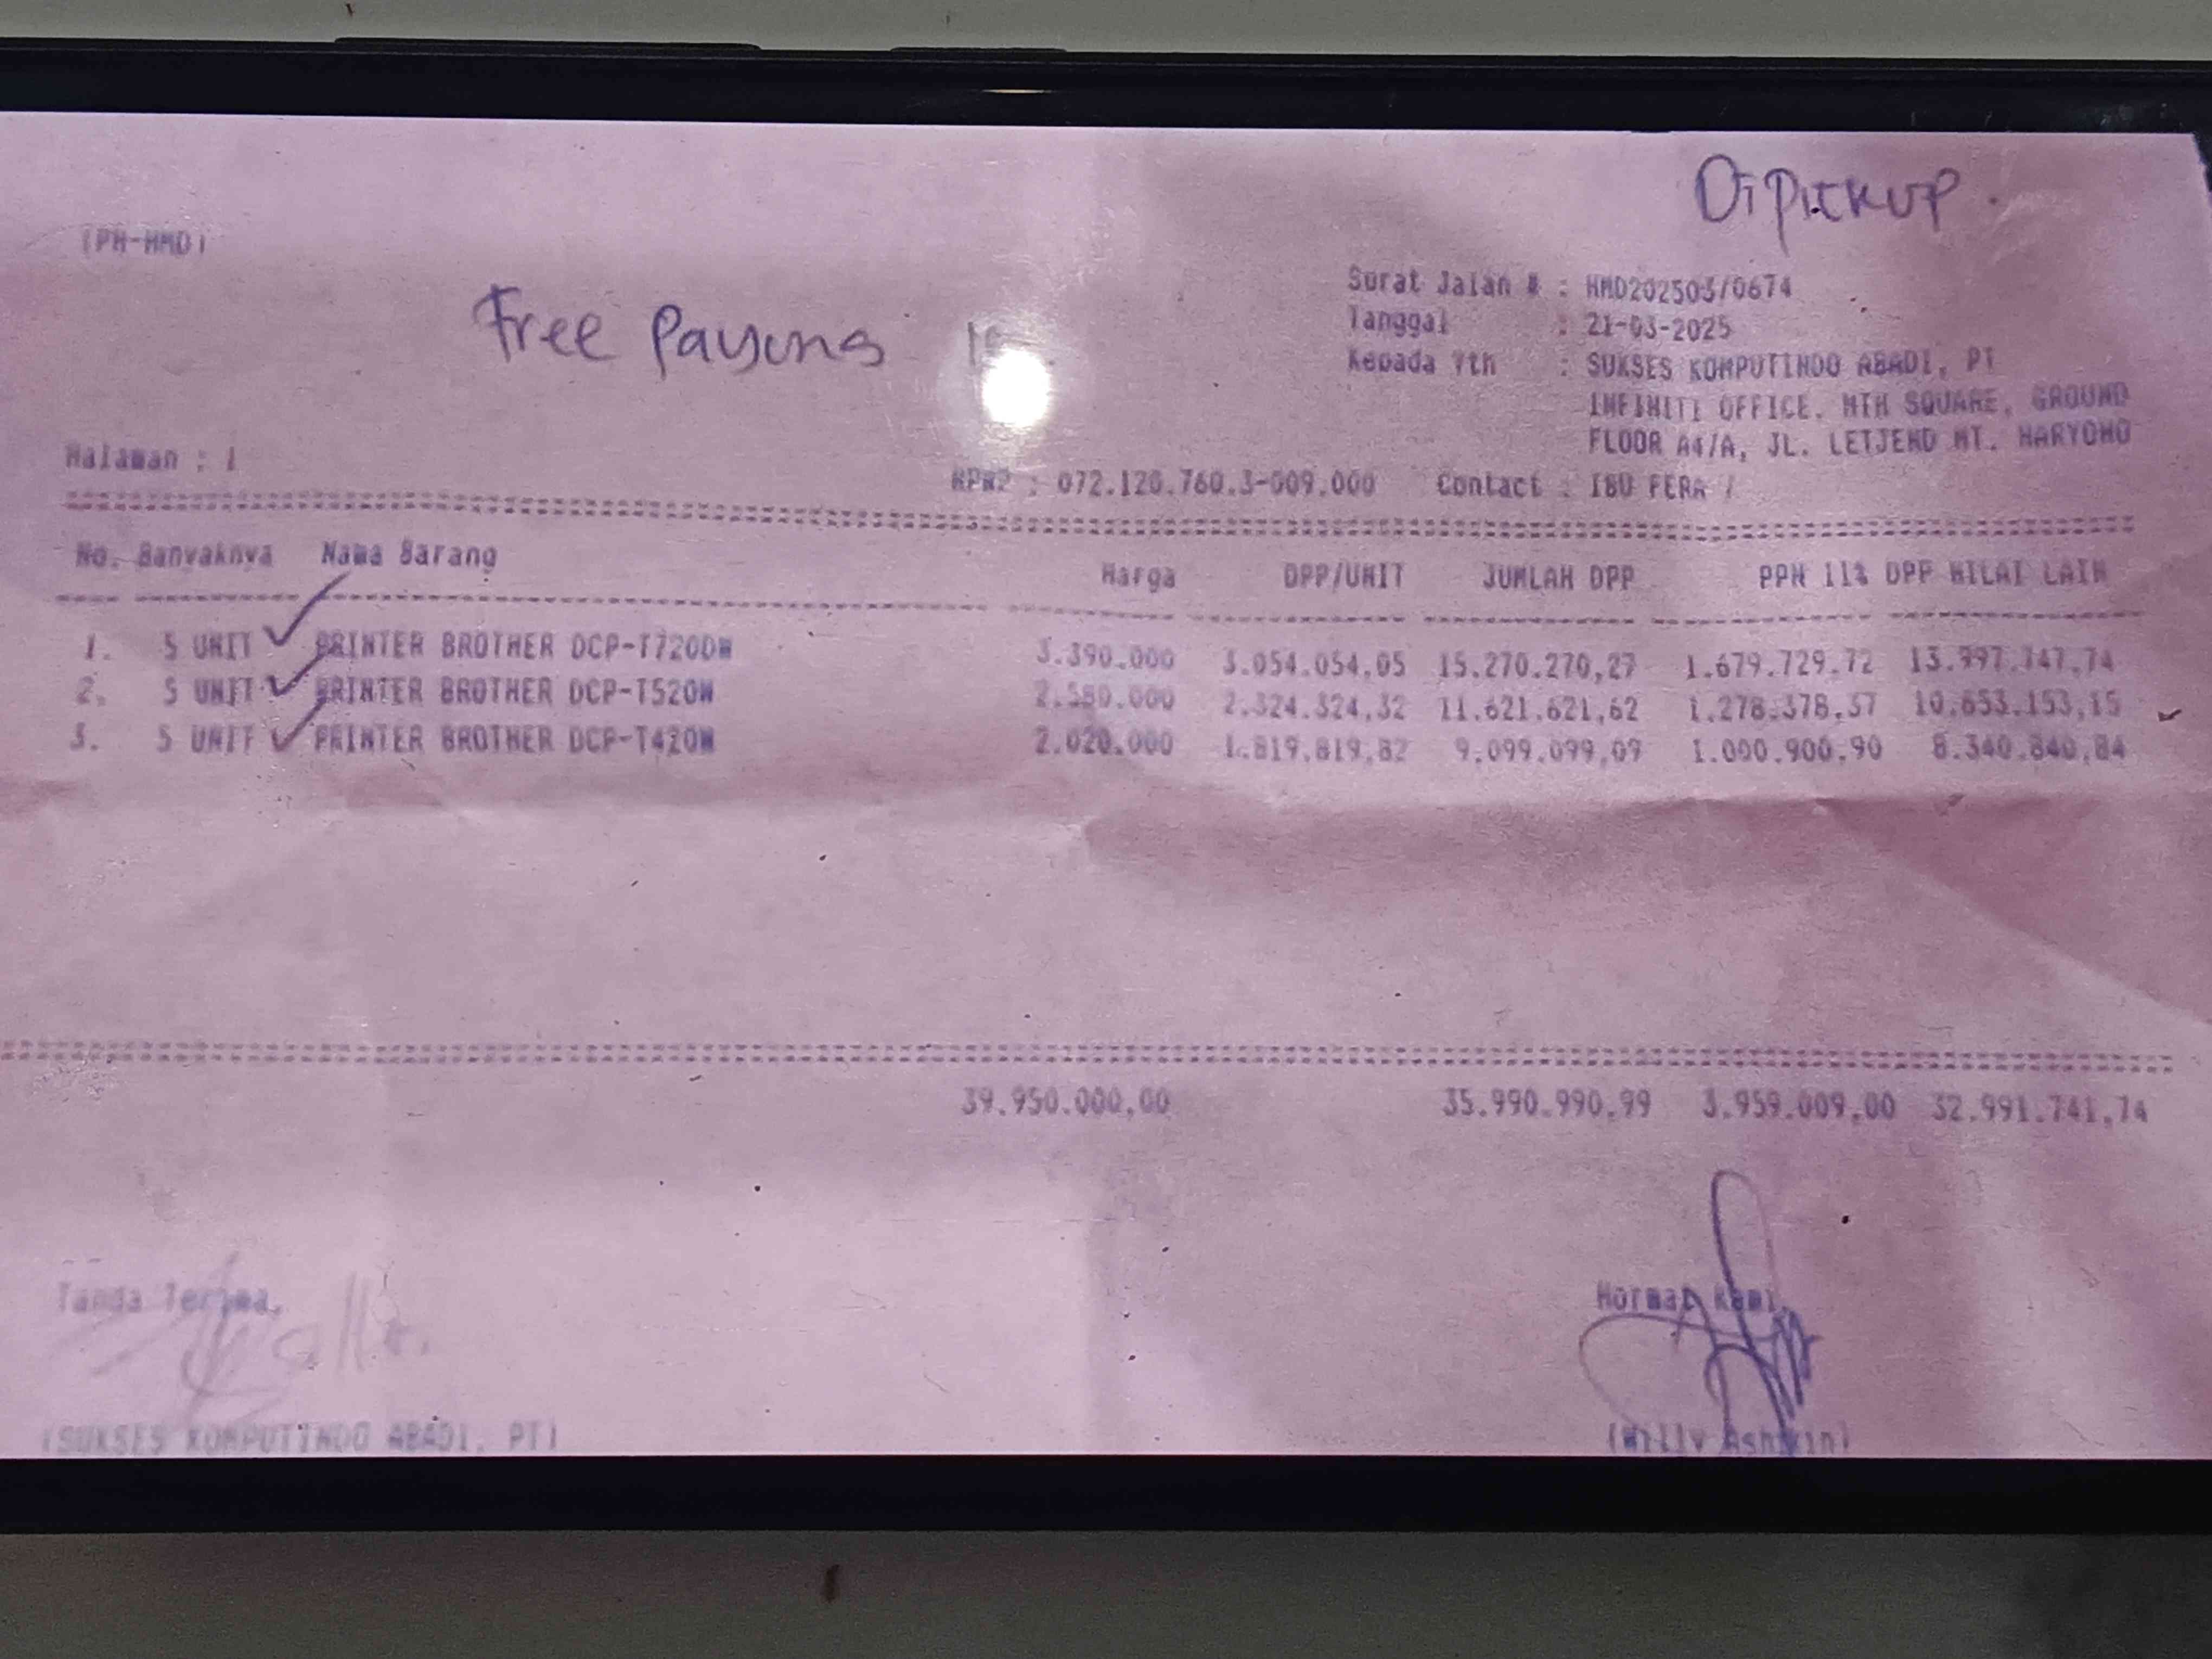 Di PICKUP.
(PH-HMD)
Free Payung
Surat Jalan # : HMD202503/0674
Tanggal : 21-03-2025
Kepada Yth : SUKSES KOMPUTINDO ABADI, PT
INFINITI OFFICE. MTH SQUARE, GROUND
FLOOR A4/A, JL. LETJEND MT. HARYONO
Halaman : 1
NPWP : 072.120.760.3-009.000 Contact : IBU FERA /
No. Banyaknya Nama Barang Harga DPP/UNIT JUMLAH DPP PPN 11% DPP NILAI LAIN
1. 5 UNIT PRINTER BROTHER DCP-T720DW 3.390.000 3.054.054,05 15.270.270,27 1.679.729,72 13.997.747,74
2. 5 UNIT PRINTER BROTHER DCP-T520W 2.580.000 2.324.324,32 11.621.621,62 1.278.378,37 10.653.153,15
3. 5 UNIT PRINTER BROTHER DCP-T420W 2.020.000 1.819.819,82 9.099.099,09 1.000.900,90 8.340.840,84
39.950.000,00 35.990.990,99 3.959.009,00 32.991.741,74
Tanda Terima, Hormat Kami,
(SUKSES KOMPUTINDO ABADI, PT) (Willy